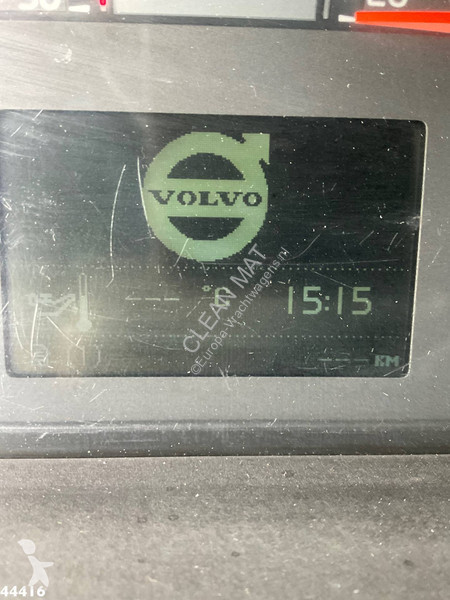 VOLVO
--- °C 15:15
--- KM
CLEAN MAT
©Europa-Vrachtwagens.nl
44416